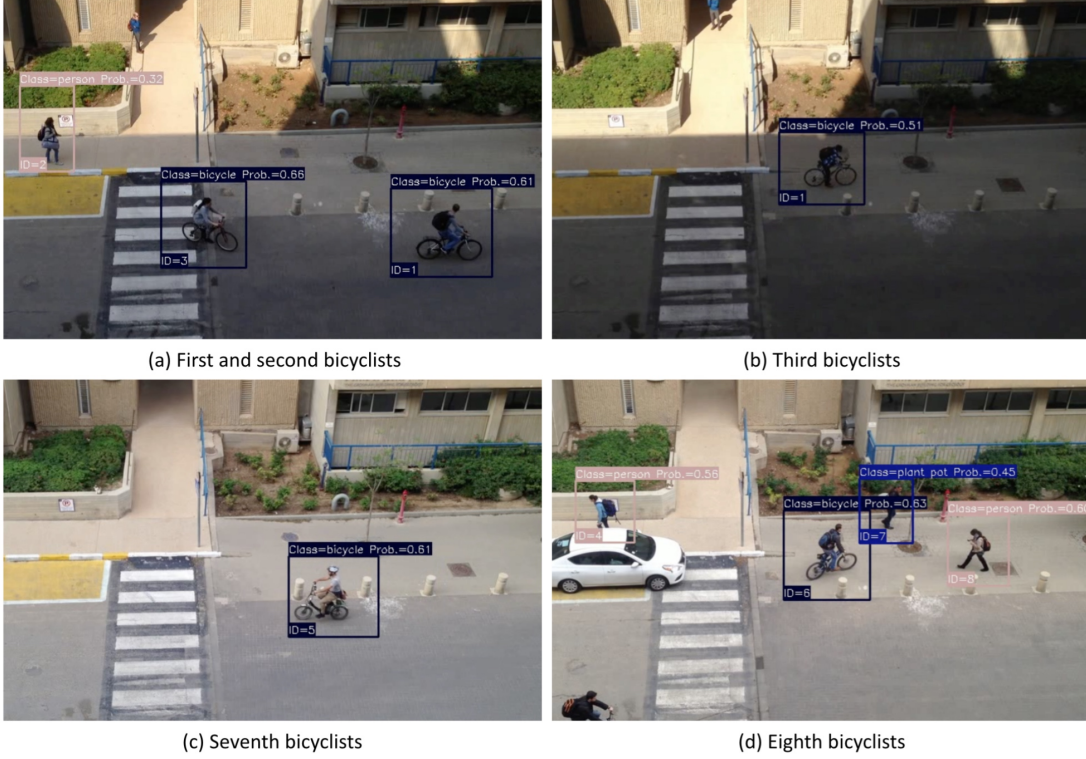 Class=person Prob.=0.32
ID=2
Class=bicycle Prob.=0.66
ID=3
Class=bicycle Prob.=0.61
ID=1
Class=bicycle Prob.=0.51
ID=1
(a) First and second bicyclists
(b) Third bicyclists
Class=bicycle Prob.=0.61
ID=5
Class=person Prob.=0.56
ID=4
Class=bicycle Prob.=0.63
ID=6
Class=plant pot Prob.=0.45
ID=7
Class=person Prob.=0.60
ID=8
(c) Seventh bicyclists
(d) Eighth bicyclists